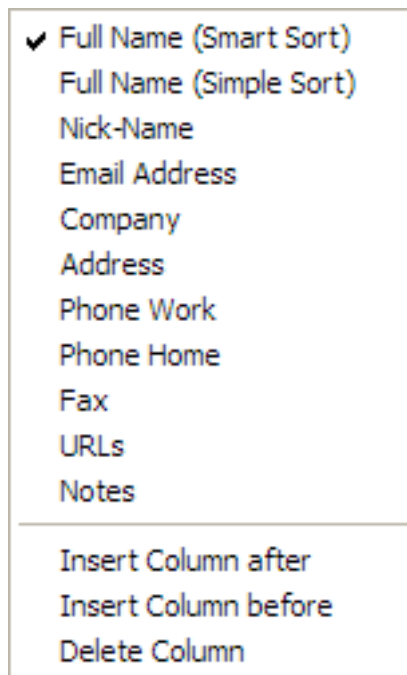 Full Name (Smart Sort)
Full Name (Simple Sort)
Nick-Name
Email Address
Company
Address
Phone Work
Phone Home
Fax
URLs
Notes
Insert Column after
Insert Column before
Delete Column